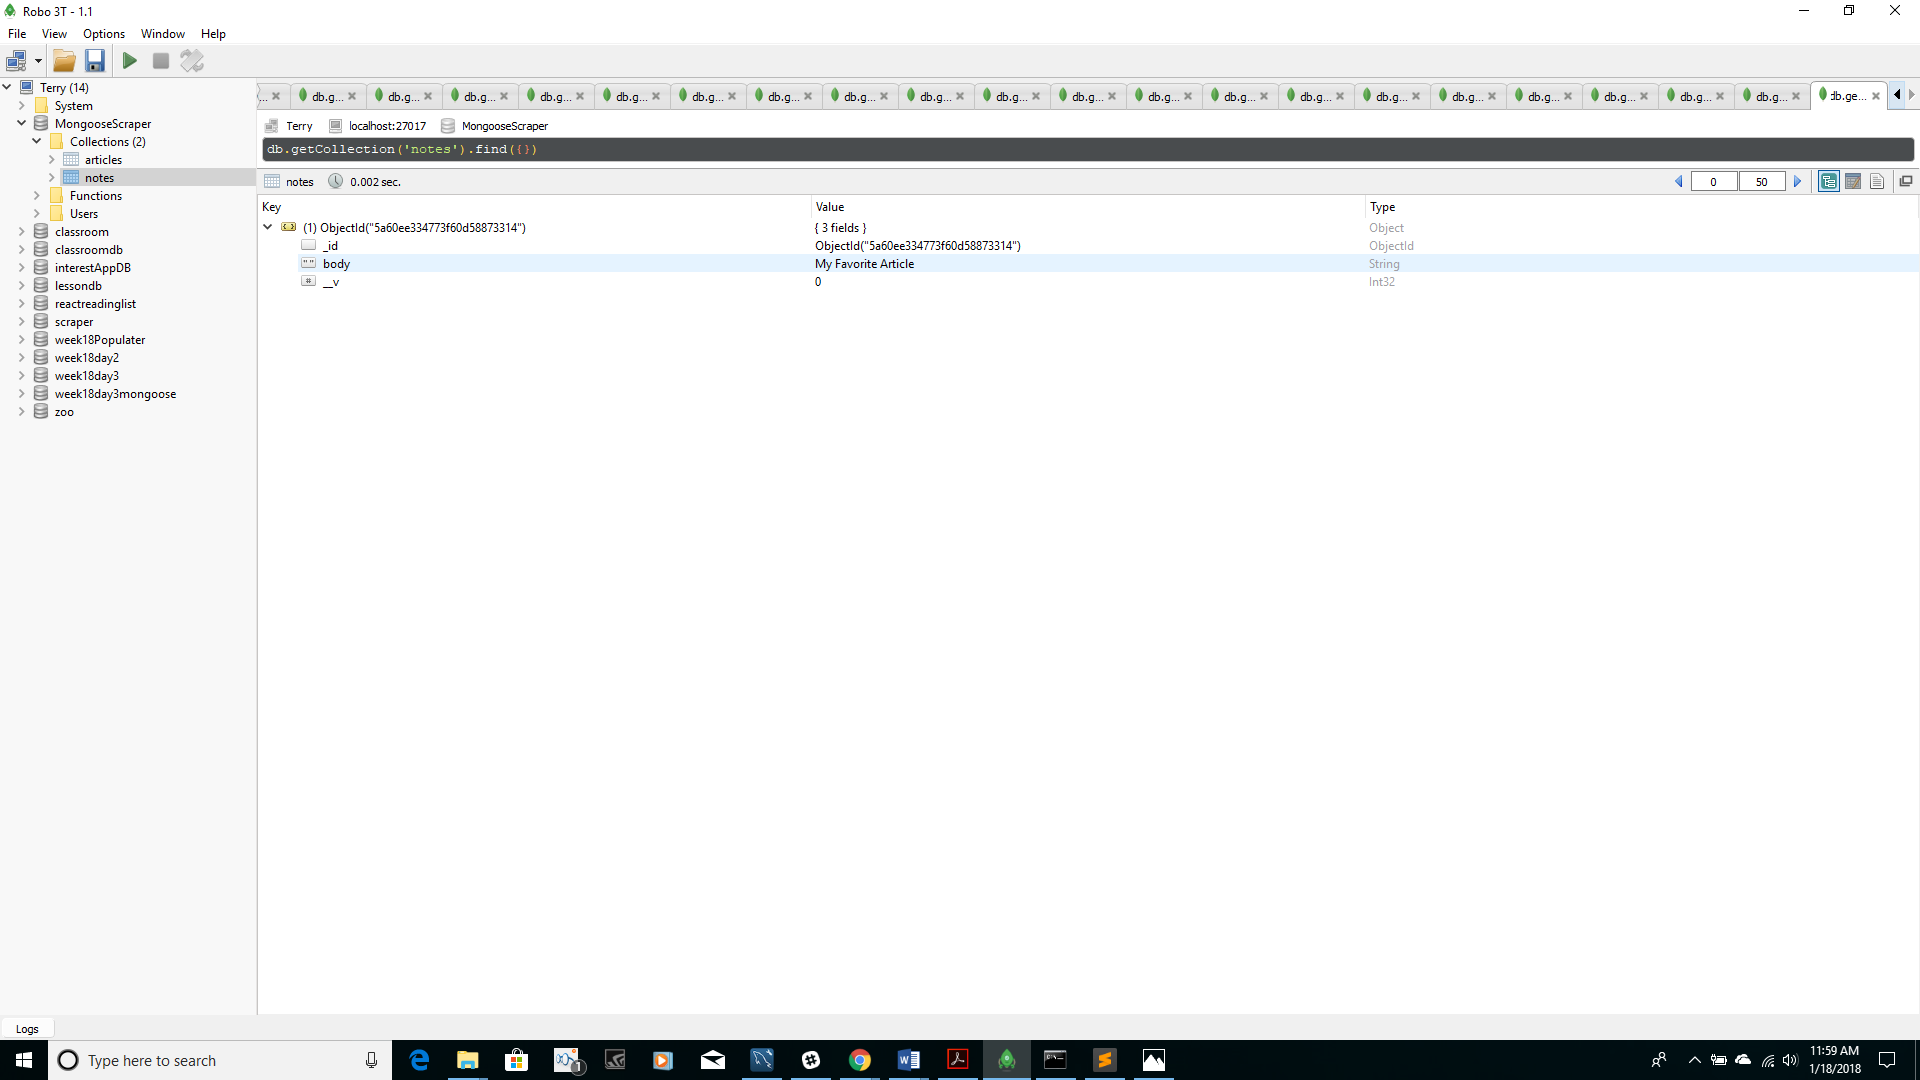 Robo 3T - 1.1
File View Options Window Help
Terry (14)
System
MongooseScraper
Collections (2)
articles
notes
Functions
Users
classroom
classroomdb
interestAppDB
lessondb
reactreadinglist
scraper
week18Populater
week18day2
week18day3
week18day3mongoose
zoo
... db.g... db.g... db.g... db.g... db.g... db.g... db.g... db.g... db.g... db.g... db.g... db.g... db.g... db.g... db.g... db.g... db.g... db.g... db.g... db.g... db.ge...
Terry localhost:27017 MongooseScraper
db.getCollection('notes').find({})
notes 0.002 sec. 0 50
Key Value Type
(1) ObjectId("5a60ee334773f60d58873314") { 3 fields } Object
_id ObjectId("5a60ee334773f60d58873314") ObjectId
body My Favorite Article String
__v 0 Int32
Logs
Type here to search
1
11:59 AM
1/18/2018